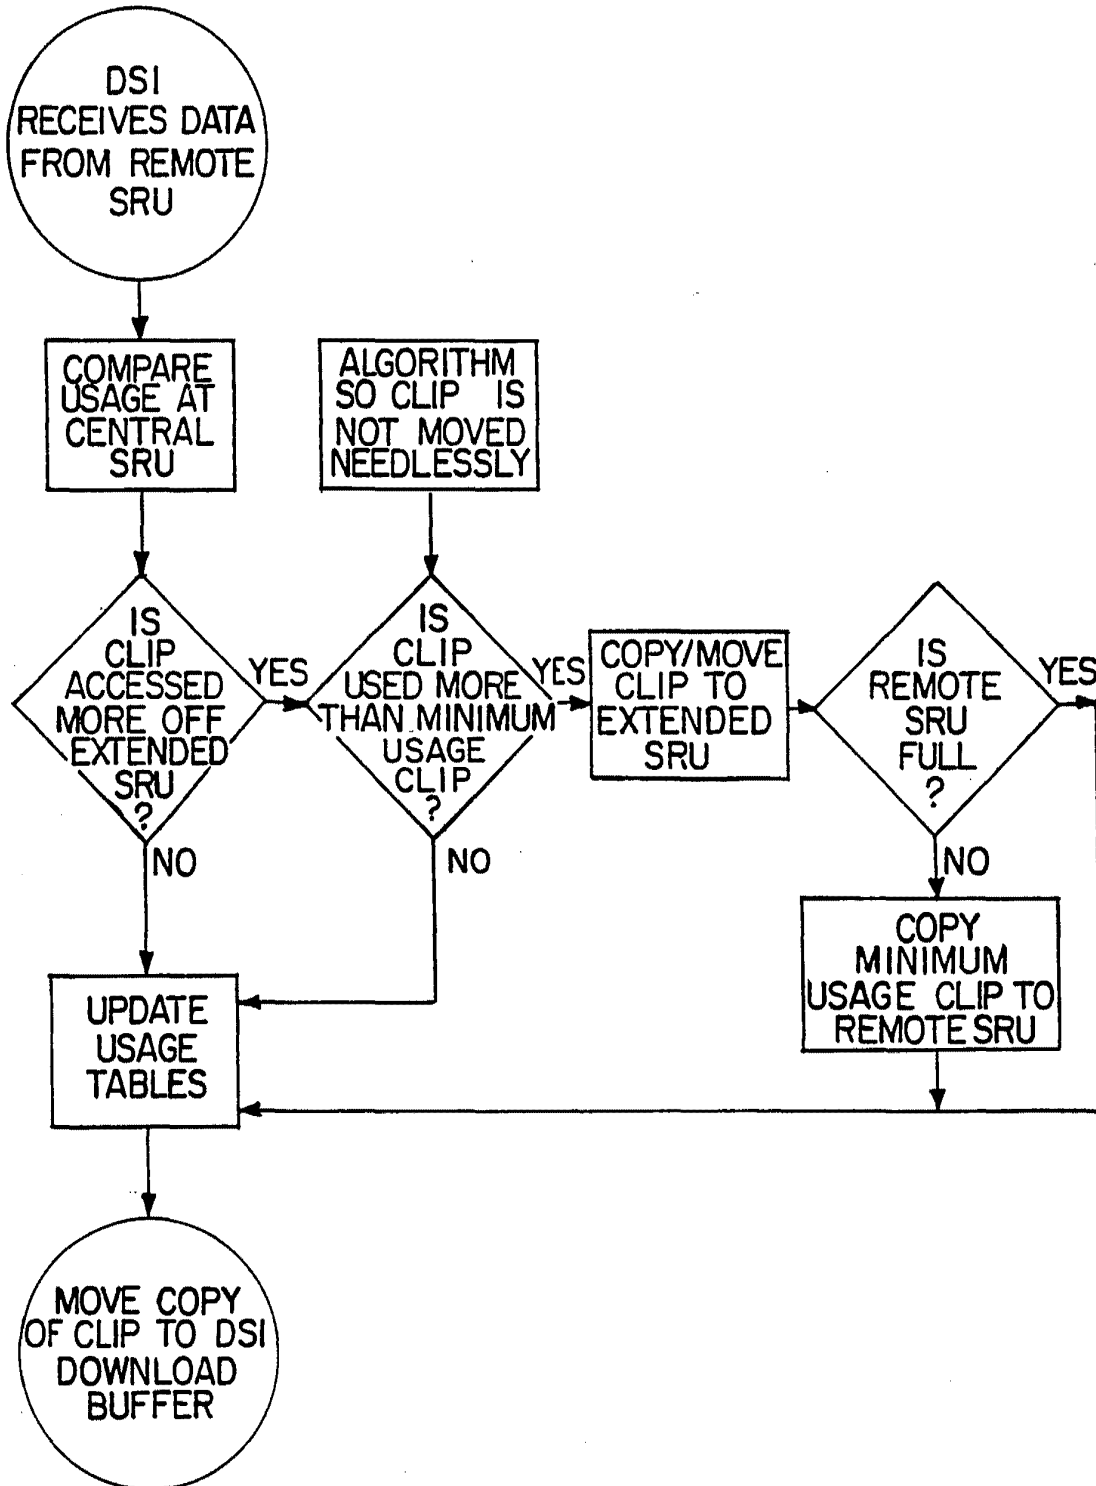 DSI
RECEIVES DATA
FROM REMOTE
SRU
COMPARE
USAGE AT
CENTRAL
SRU
ALGORITHM
SO CLIP IS
NOT MOVED
NEEDLESSLY
IS
CLIP
ACCESSED
MORE OFF
EXTENDED
SRU
?
YES
NO
IS
CLIP
USED MORE
THAN MINIMUM
USAGE
CLIP
?
YES
NO
COPY/MOVE
CLIP TO
EXTENDED
SRU
IS
REMOTE
SRU
FULL
?
YES
NO
COPY
MINIMUM
USAGE CLIP TO
REMOTE SRU
UPDATE
USAGE
TABLES
MOVE COPY
OF CLIP TO DSI
DOWNLOAD
BUFFER